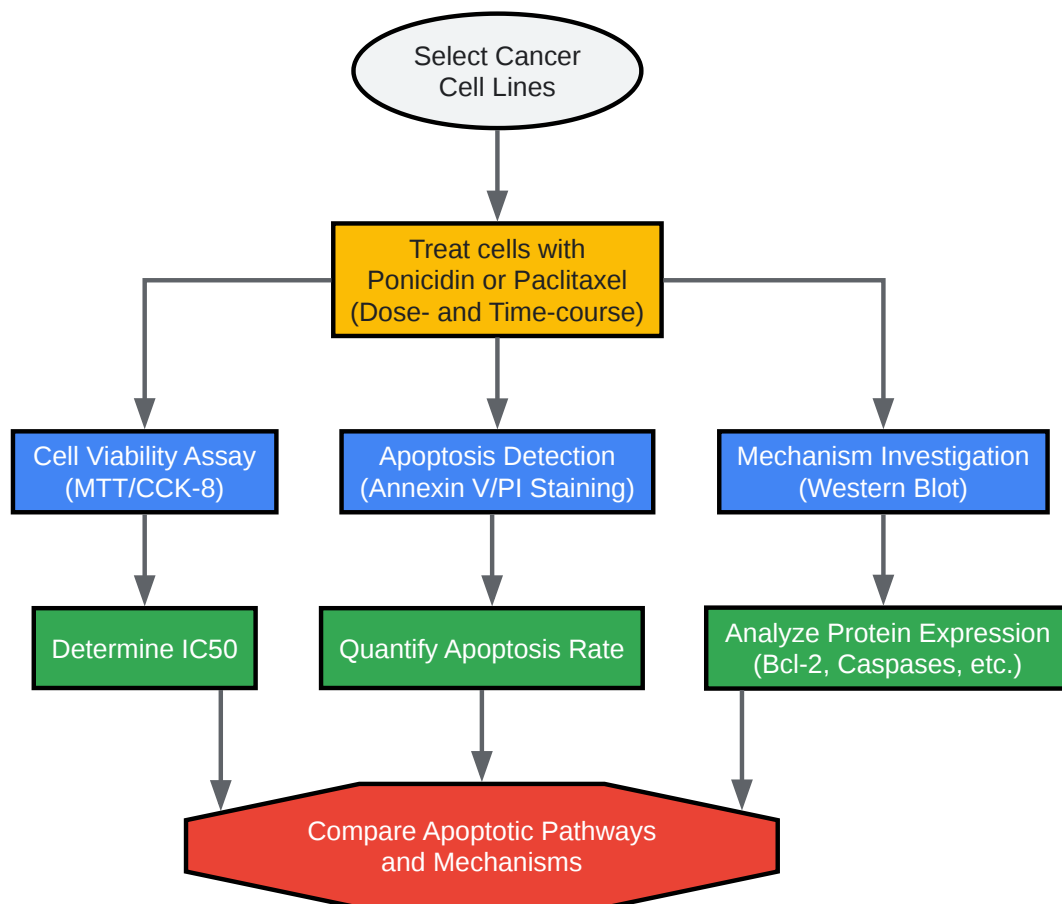 Select Cancer
Cell Lines
Treat cells with
Ponicidin or Paclitaxel
(Dose- and Time-course)
Cell Viability Assay
(MTT/CCK-8)
Apoptosis Detection
(Annexin V/PI Staining)
Mechanism Investigation
(Western Blot)
Determine IC50
Quantify Apoptosis Rate
Analyze Protein Expression
(Bcl-2, Caspases, etc.)
Compare Apoptotic Pathways
and Mechanisms